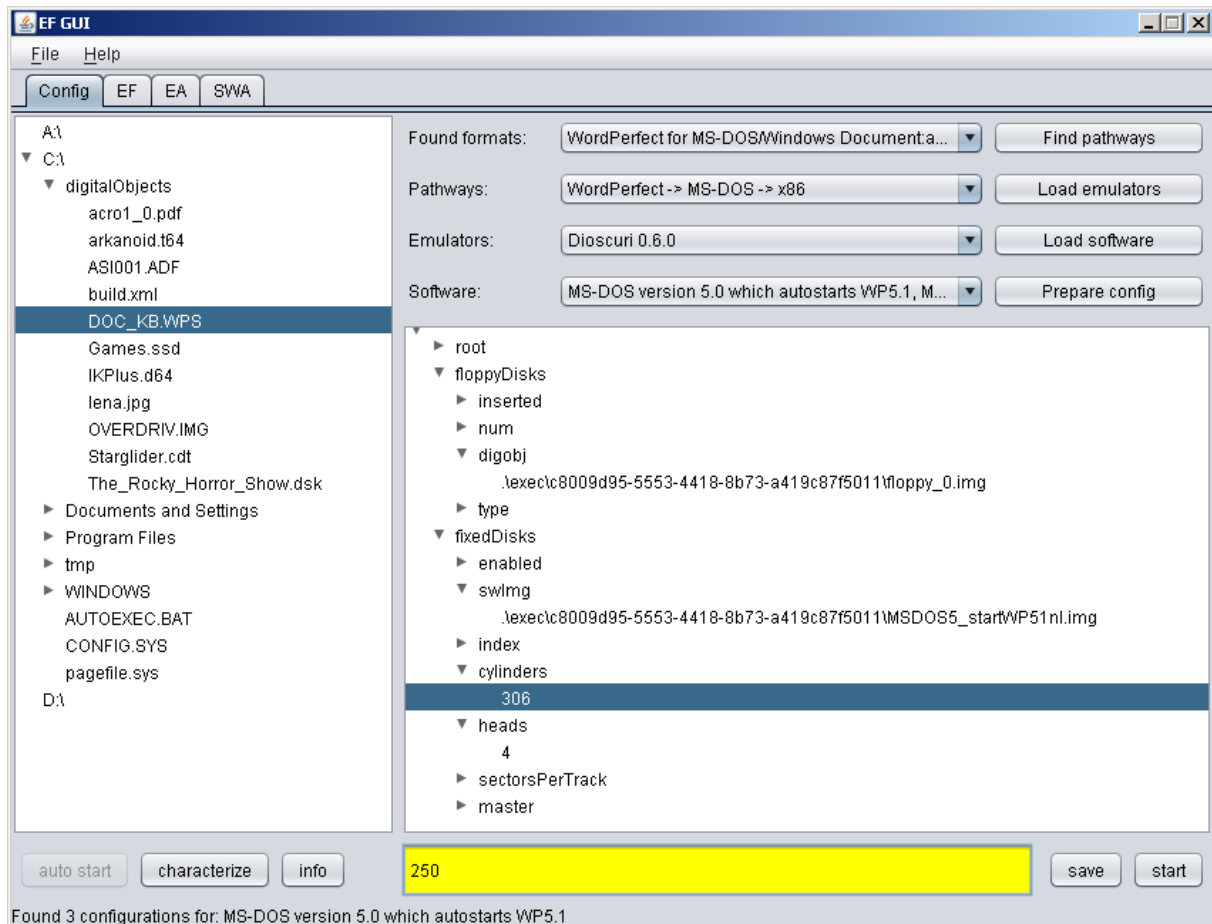 EF GUI
File Help
Config EF EA SWA
A:\
C:\
digitalObjects
acro1_0.pdf
arkanoid.t64
ASI001.ADF
build.xml
DOC_KB.WPS
Games.ssd
IKPlus.d64
lena.jpg
OVERDRIV.IMG
Starglider.cdt
The_Rocky_Horror_Show.dsk
Documents and Settings
Program Files
tmp
WINDOWS
AUTOEXEC.BAT
CONFIG.SYS
pagefile.sys
D:\
Found formats: WordPerfect for MS-DOS/Windows Document:a... Find pathways
Pathways: WordPerfect -> MS-DOS -> x86 Load emulators
Emulators: Dioscuri 0.6.0 Load software
Software: MS-DOS version 5.0 which autostarts WP5.1, M... Prepare config
root
floppyDisks
inserted
num
digobj
.\exec\c8009d95-5553-4418-8b73-a419c87f5011\floppy_0.img
type
fixedDisks
enabled
swImg
.\exec\c8009d95-5553-4418-8b73-a419c87f5011\MSDOS5_startWP51nl.img
index
cylinders
306
heads
4
sectorsPerTrack
master
auto start characterize info 250 save start
Found 3 configurations for: MS-DOS version 5.0 which autostarts WP5.1